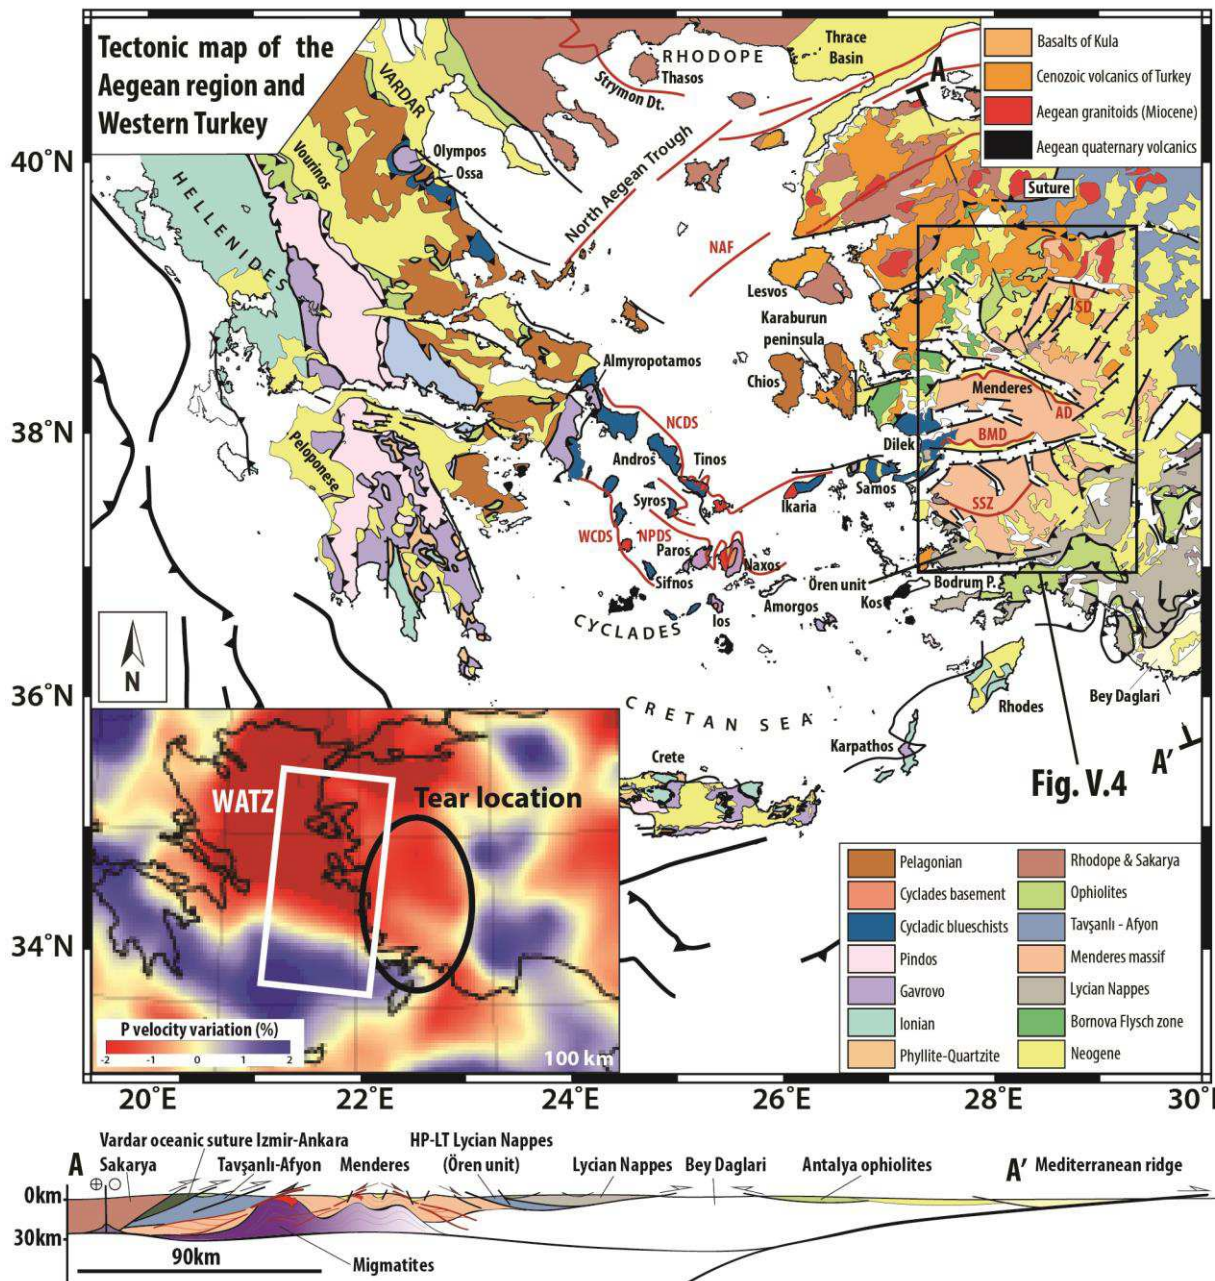 Tectonic map of the
Aegean region and
Western Turkey
Basalts of Kula
Cenozoic volcanics of Turkey
Aegean granitoids (Miocene)
Aegean quaternary volcanics
RHODOPE
Thasos
Strymon Dt.
Thrace
Basin
A
VARDAR
Vourinos
Olympos
Ossa
HELLENIDES
North Aegean Trough
NAF
Suture
Lesvos
Karaburun
peninsula
Chios
SD
Menderes
AD
BMD
Dilek
SSZ
Almyropotamos
NCDS
Andros
Tinos
Syros
Ikaria
Samos
Peloponese
WCDS
NPDS
Paros
Naxos
Sifnos
Ören unit
Bodrum P.
Amorgos
Kos
Ios
CYCLADES
N
CRETAN SEA
Rhodes
Bey Daglari
Karpathos
Crete
A'
Fig. V.4
WATZ
Tear location
P velocity variation (%)
-2 -1 0 1 2
100 km
Pelagonian
Cyclades basement
Cycladic blueschists
Pindos
Gavrovo
Ionian
Phyllite-Quartzite
Rhodope & Sakarya
Ophiolites
Tavşanlı - Afyon
Menderes massif
Lycian Nappes
Bornova Flysch zone
Neogene
40°N
38°N
36°N
34°N
20°E 22°E 24°E 26°E 28°E 30°E
Vardar oceanic suture Izmir-Ankara
HP-LT Lycian Nappes
A Sakarya
Tavşanlı-Afyon
Menderes
(Ören unit)
Lycian Nappes
Bey Daglari
Antalya ophiolites
A'
Mediterranean ridge
0km
30km
90km
Migmatites